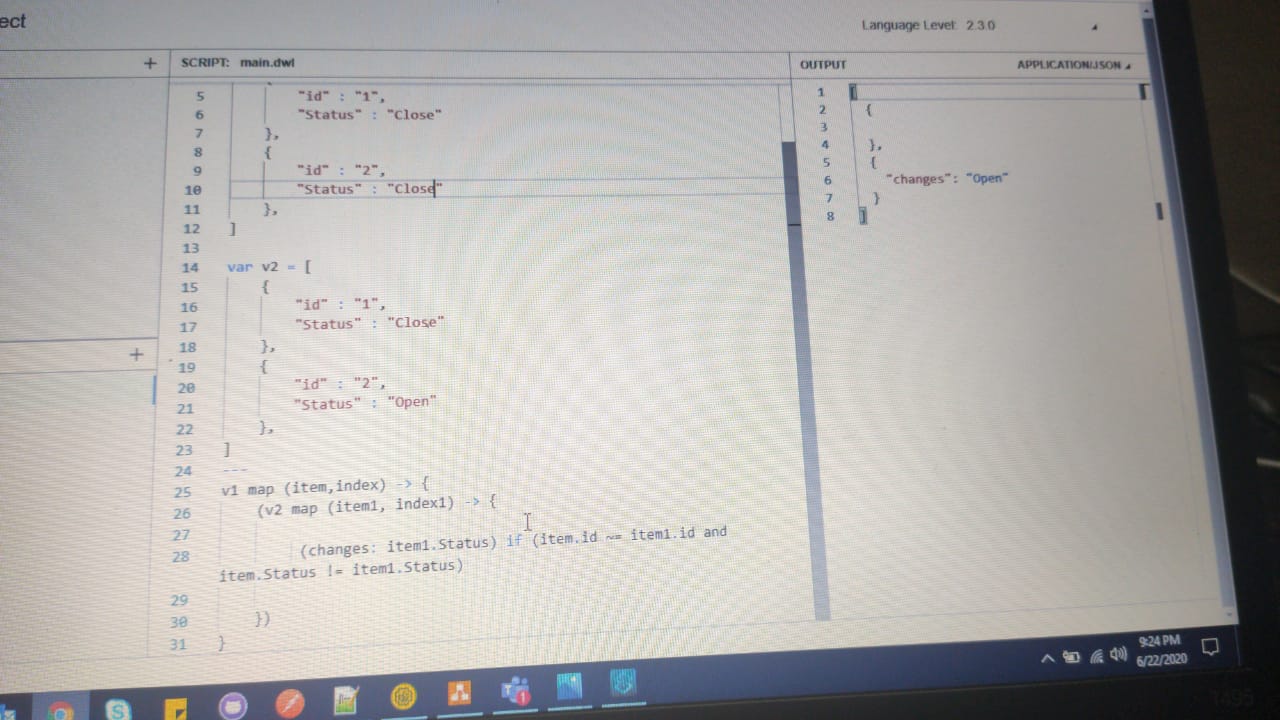 ect
Language Level: 2.3.0
+
SCRIPT: main.dwl
OUTPUT
APPLICATION/JSON
5 "id" : "1",
6 "Status" : "Close"
7 },
8 {
9 "id" : "2",
10 "Status" : "Close"
11 },
12 ]
13
14 var v2 = [
15 {
16 "id" : "1",
17 "Status" : "Close"
18 },
19 {
20 "id" : "2",
21 "Status" : "Open"
22 },
23 ]
24 ---
25 v1 map (item,index) -> {
26 (v2 map (item1, index1) -> {
27
28 (changes: item1.Status) if (item.id ~= item1.id and
item.Status != item1.Status)
29
30 })
31 }
+
1 [
2 {
3
4 },
5 {
6 "changes": "Open"
7 }
8 ]
9:24 PM
6/22/2020
T495